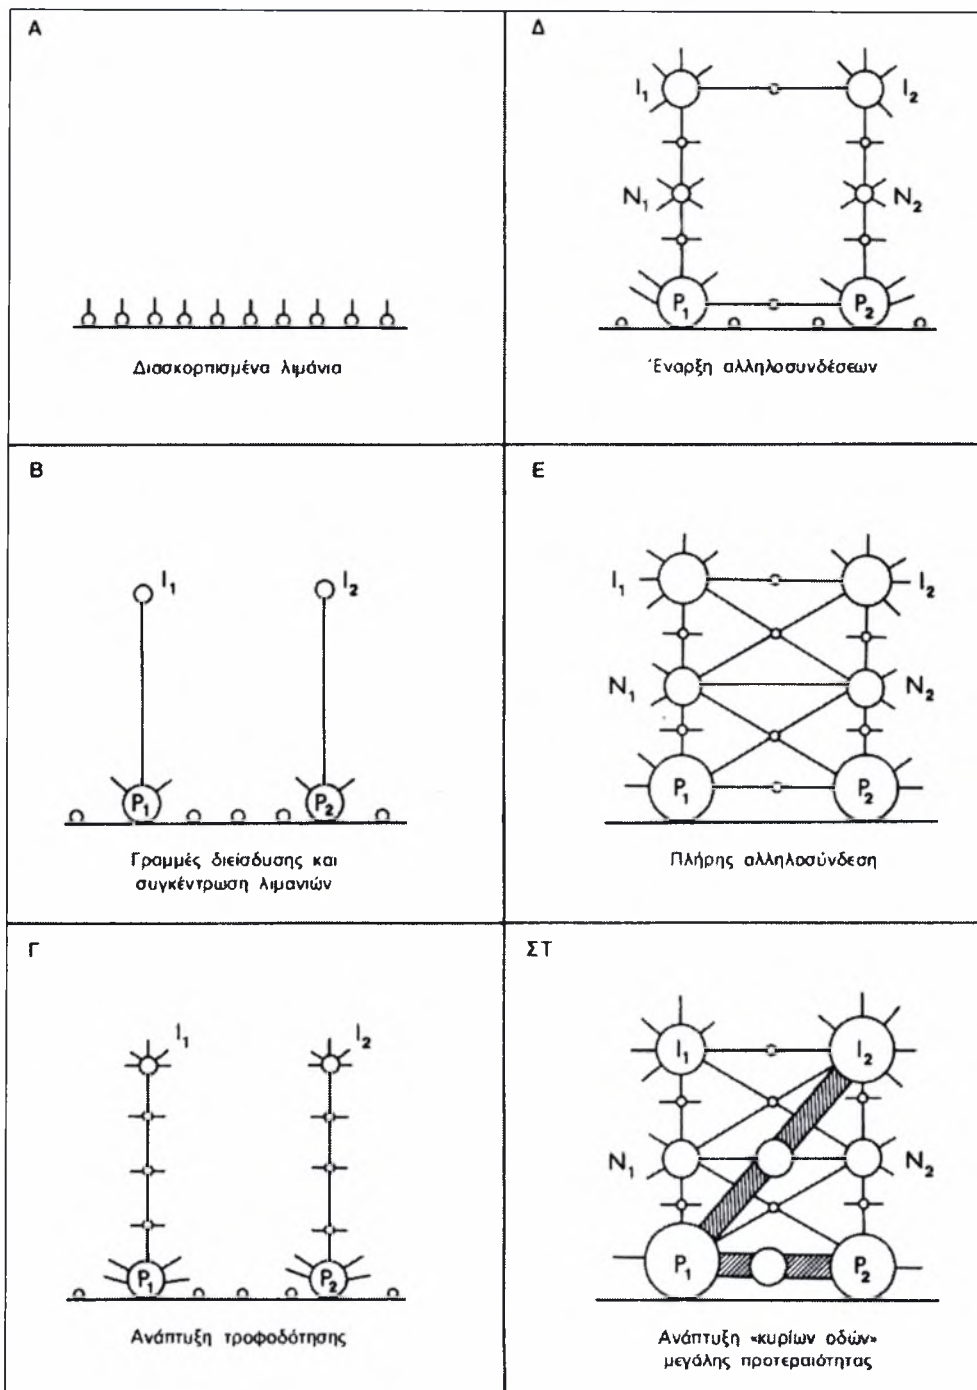 Α
Διασκορπισμένα λιμάνια
Β
I₁
I₂
P₁
P₂
Γραμμές διείσδυσης και
συγκέντρωση λιμανιών
Γ
I₁
I₂
P₁
P₂
Ανάπτυξη τροφοδότησης
Δ
I₁
I₂
N₁
N₂
P₁
P₂
Έναρξη αλληλοσυνδέσεων
Ε
I₁
I₂
N₁
N₂
P₁
P₂
Πλήρης αλληλοσύνδεση
ΣΤ
I₁
I₂
N₁
N₂
P₁
P₂
Ανάπτυξη «κυρίων οδών»
μεγάλης προτεραιότητας